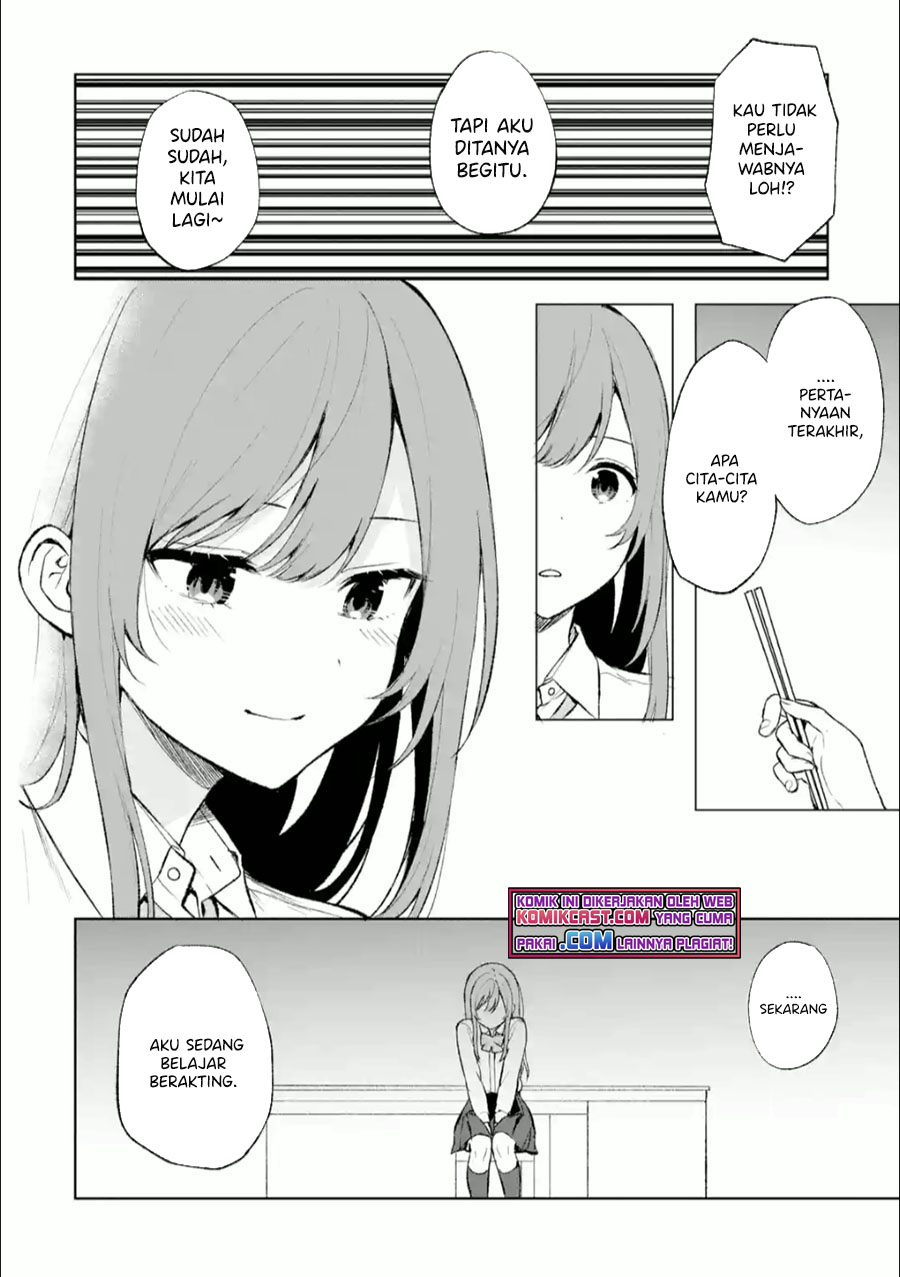 KAU TIDAK
PERLU
MENJA-
WABNYA
LOH!?
TAPI AKU
DITANYA
BEGITU.
SUDAH
SUDAH,
KITA
MULAI
LAGI~
....
PERTA-
NYAAN
TERAKHIR,
APA
CITA-CITA
KAMU?
KOMIK INI DIKERJAKAN OLEH WEB
KOMIKCAST.COM YANG CUMA
PAKAI .COM LAINNYA PLAGIAT!
....
SEKARANG
AKU SEDANG
BELAJAR
BERAKTING.